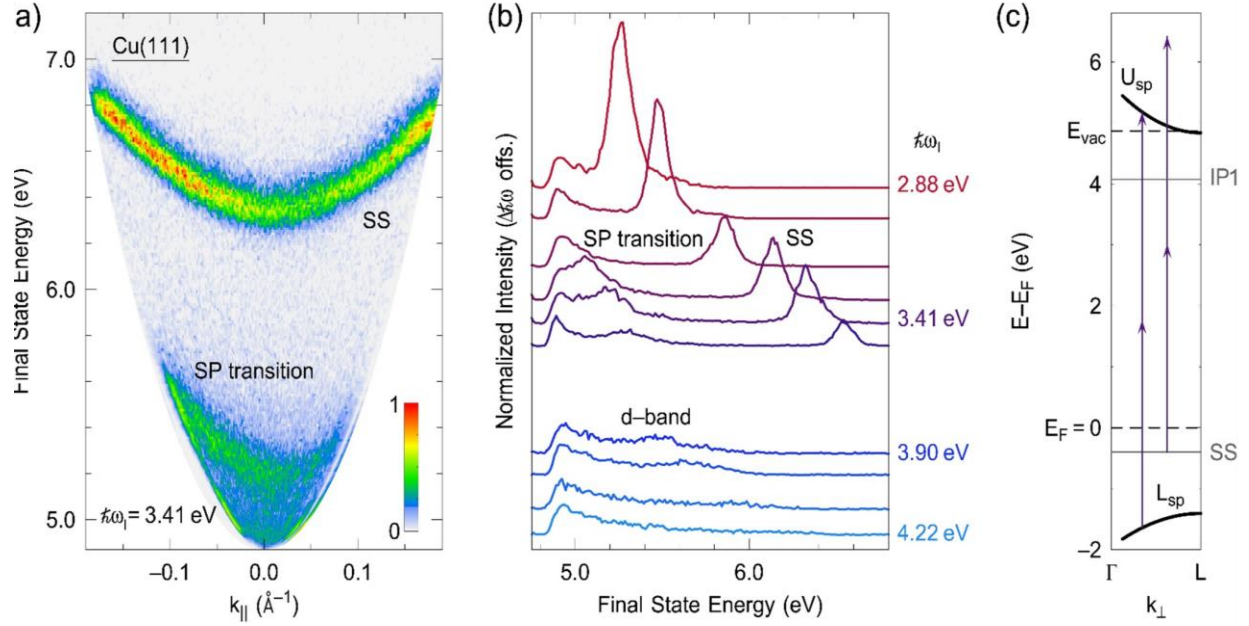 a)
Cu(111)
7.0
6.0
5.0
Final State Energy (eV)
SS
SP transition
ℏω_l = 3.41 eV
1
0
−0.1
0.0
0.1
k_|| (Å⁻¹)
(b)
Normalized Intensity (Δℏω offs.)
ℏω_l
2.88 eV
SP transition
SS
3.41 eV
d–band
3.90 eV
4.22 eV
5.0
6.0
Final State Energy (eV)
(c)
6
U_sp
E_vac
4
IP1
E–E_F (eV)
2
E_F = 0
SS
L_sp
−2
Γ
L
k_⊥